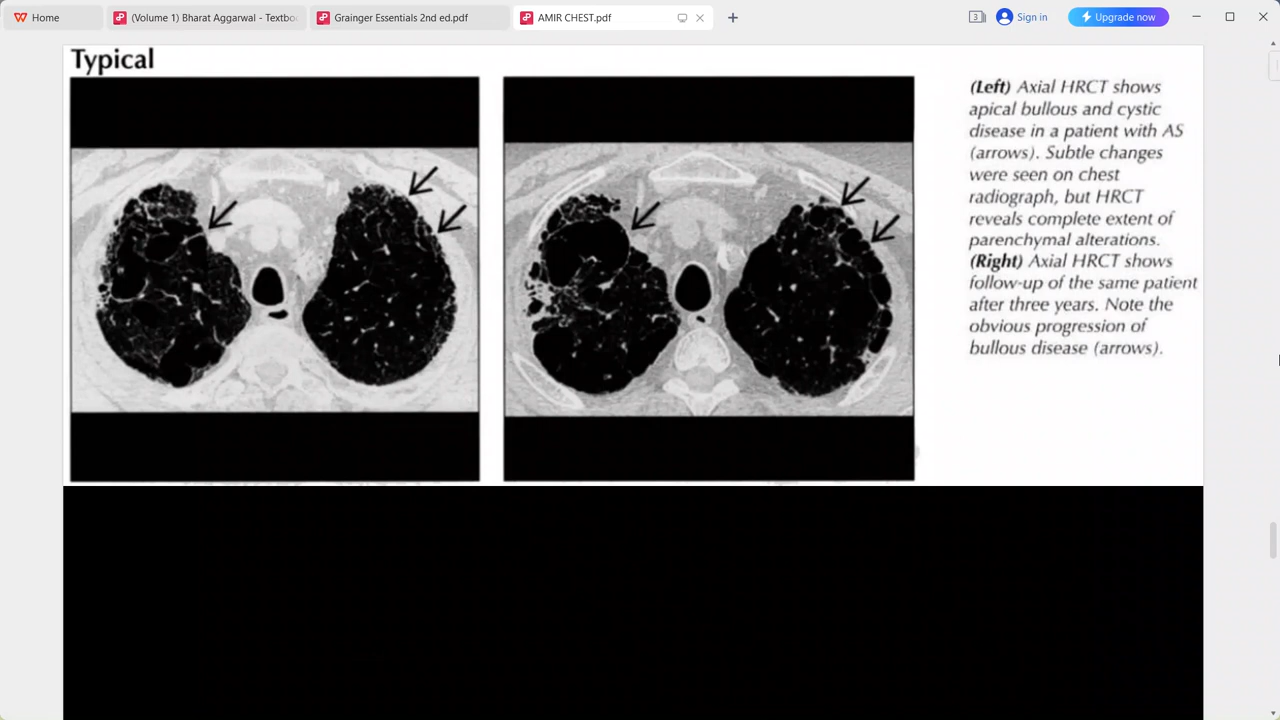 Home
(Volume 1) Bharat Aggarwal - Textbo
Grainger Essentials 2nd ed.pdf
AMIR CHEST.pdf
3
Sign in
Upgrade now
Typical
(Left) Axial HRCT shows
apical bullous and cystic
disease in a patient with AS
(arrows). Subtle changes
were seen on chest
radiograph, but HRCT
reveals complete extent of
parenchymal alterations.
(Right) Axial HRCT shows
follow-up of the same patient
after three years. Note the
obvious progression of
bullous disease (arrows).